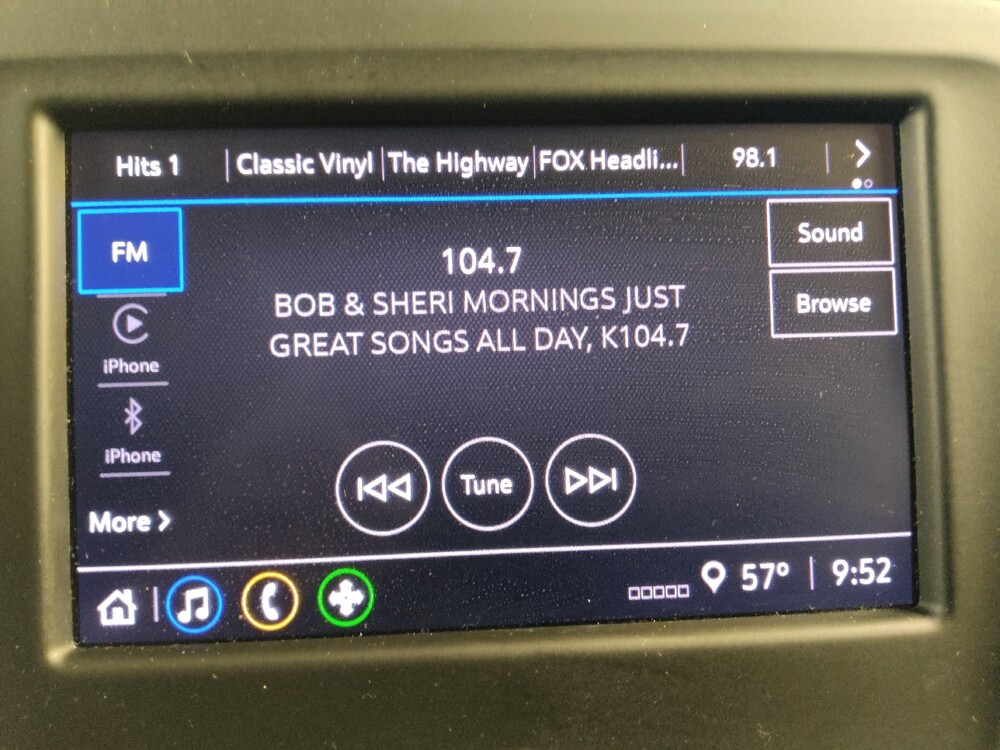 Hits 1 Classic Vinyl The Highway FOX Headli... 98.1
FM
Sound
104.7
BOB & SHERI MORNINGS JUST
Browse
GREAT SONGS ALL DAY, K104.7
iPhone
iPhone
Tune
More
57° 9:52